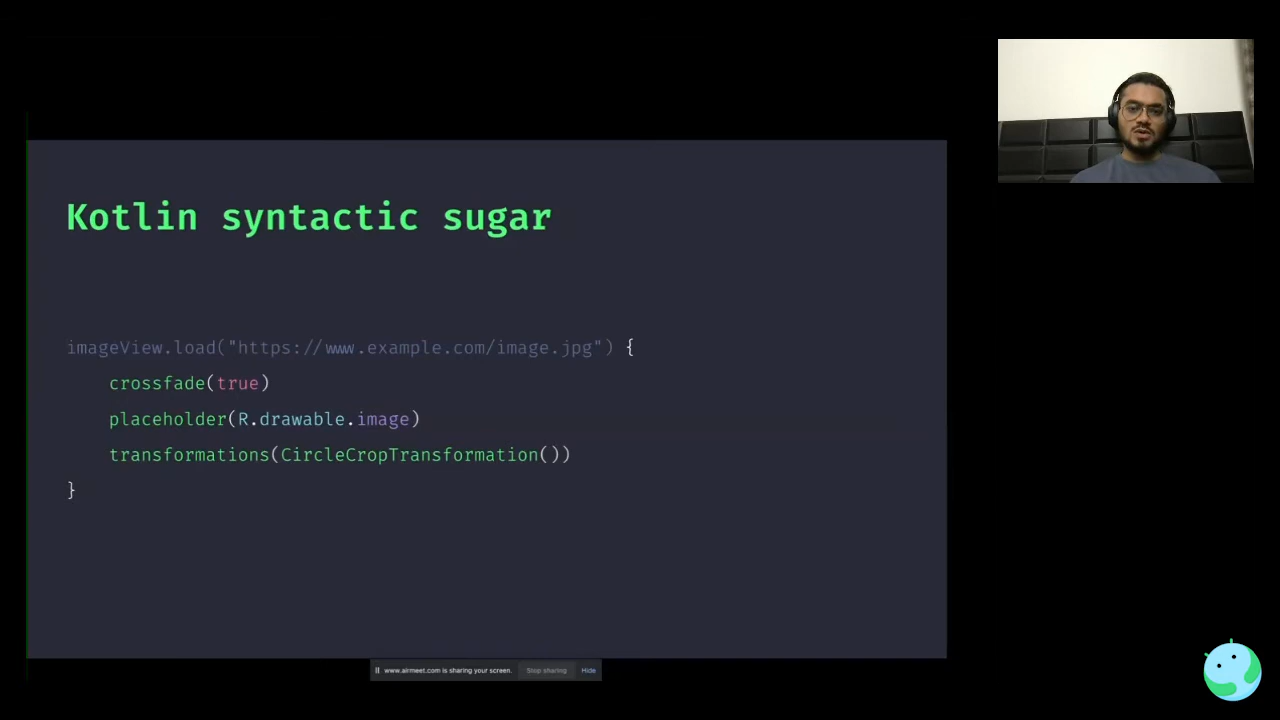 Kotlin syntactic sugar
imageView.load("https://www.example.com/image.jpg") {
crossfade(true)
placeholder(R.drawable.image)
transformations(CircleCropTransformation())
}
www.airmeet.com is sharing your screen. Stop sharing Hide